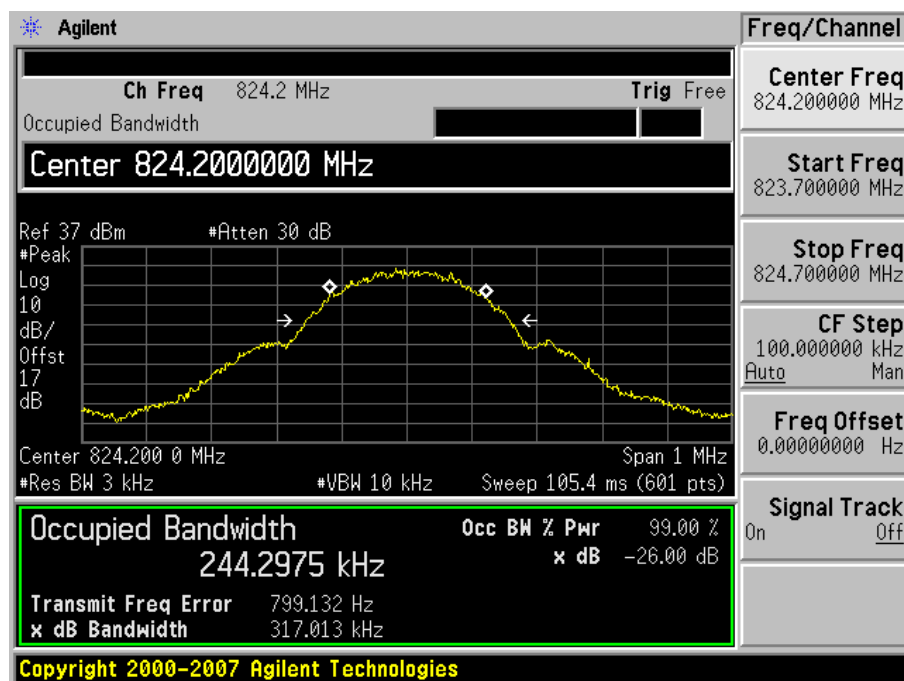 Agilent
Freq/Channel
Ch Freq 824.2 MHz Trig Free
Occupied Bandwidth
Center 824.2000000 MHz
Ref 37 dBm #Atten 30 dB
#Peak
Log
10
dB/
Offst
17
dB
Center 824.200 0 MHz Span 1 MHz
#Res BW 3 kHz #VBW 10 kHz Sweep 105.4 ms (601 pts)
Occupied Bandwidth
244.2975 kHz
Occ BW % Pwr 99.00 %
x dB -26.00 dB
Transmit Freq Error 799.132 Hz
x dB Bandwidth 317.013 kHz
Copyright 2000-2007 Agilent Technologies
Center Freq
824.200000 MHz
Start Freq
823.700000 MHz
Stop Freq
824.700000 MHz
CF Step
100.000000 kHz
Auto Man
Freq Offset
0.00000000 Hz
Signal Track
On Off